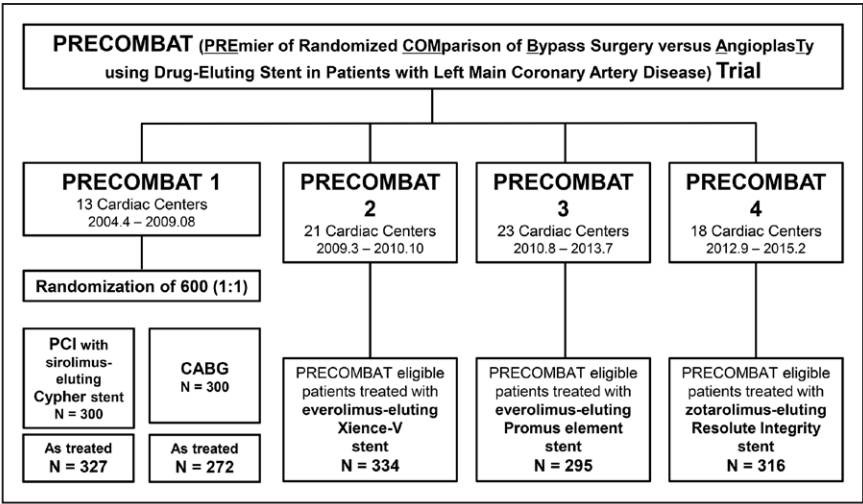 PRECOMBAT (PREmier of Randomized COMparison of Bypass Surgery versus AngioplasTy
using Drug-Eluting Stent in Patients with Left Main Coronary Artery Disease) Trial
PRECOMBAT 1
13 Cardiac Centers
2004.4 – 2009.08
Randomization of 600 (1:1)
PCI with
sirolimus-
eluting
Cypher stent
N = 300
As treated
N = 327
CABG
N = 300
As treated
N = 272
PRECOMBAT
2
21 Cardiac Centers
2009.3 – 2010.10
PRECOMBAT eligible
patients treated with
everolimus-eluting
Xience-V
stent
N = 334
PRECOMBAT
3
23 Cardiac Centers
2010.8 – 2013.7
PRECOMBAT eligible
patients treated with
everolimus-eluting
Promus element
stent
N = 295
PRECOMBAT
4
18 Cardiac Centers
2012.9 – 2015.2
PRECOMBAT eligible
patients treated with
zotarolimus-eluting
Resolute Integrity
stent
N = 316